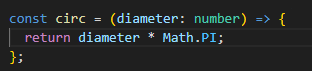 const circ = (diameter: number) => {
  return diameter * Math.PI;
};